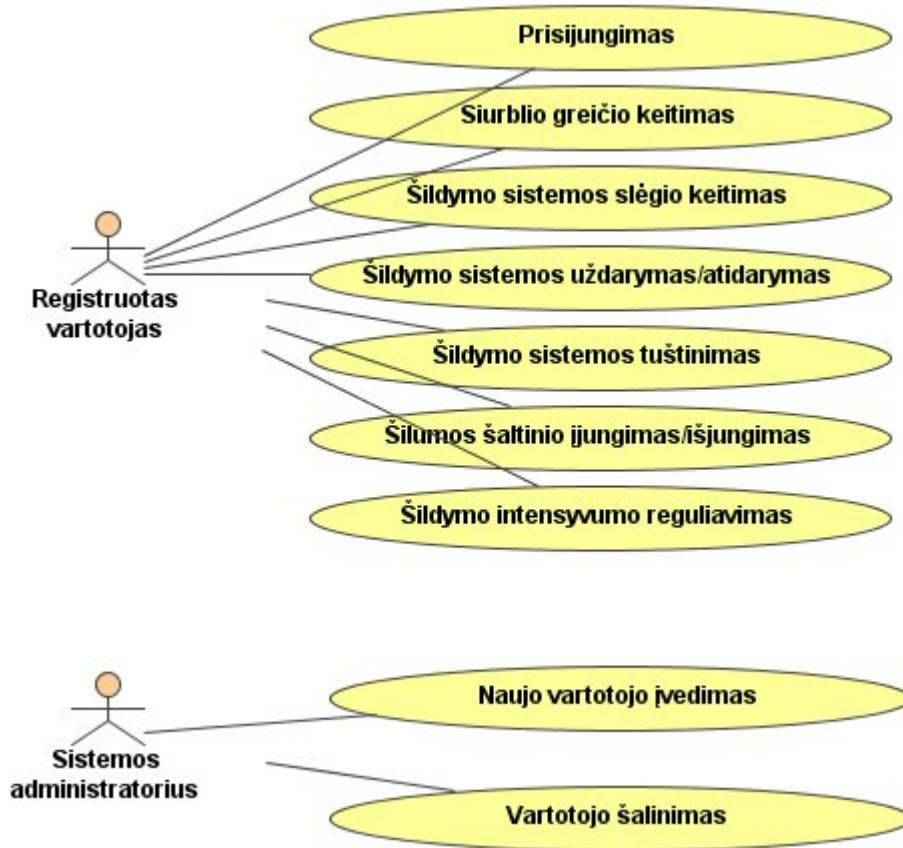 Prisijungimas
Siurblio greičio keitimas
Šildymo sistemos slėgio keitimas
Šildymo sistemos uždarymas/atidarymas
Registruotas
vartotojas
Šildymo sistemos tuštinimas
Šilumos šaltinio įjungimas/išjungimas
Šildymo intensyvumo reguliavimas
Naujo vartotojo įvedimas
Sistemos
administratorius
Vartotojo šalinimas